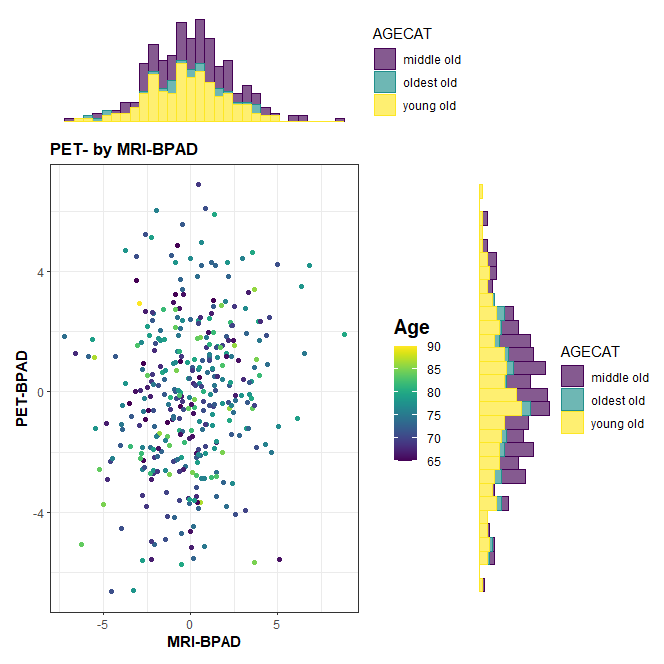 AGECAT
middle old
oldest old
young old
PET- by MRI-BPAD
4
0
-4
PET-BPAD
-5
0
5
MRI-BPAD
Age
90
85
80
75
70
65
AGECAT
middle old
oldest old
young old